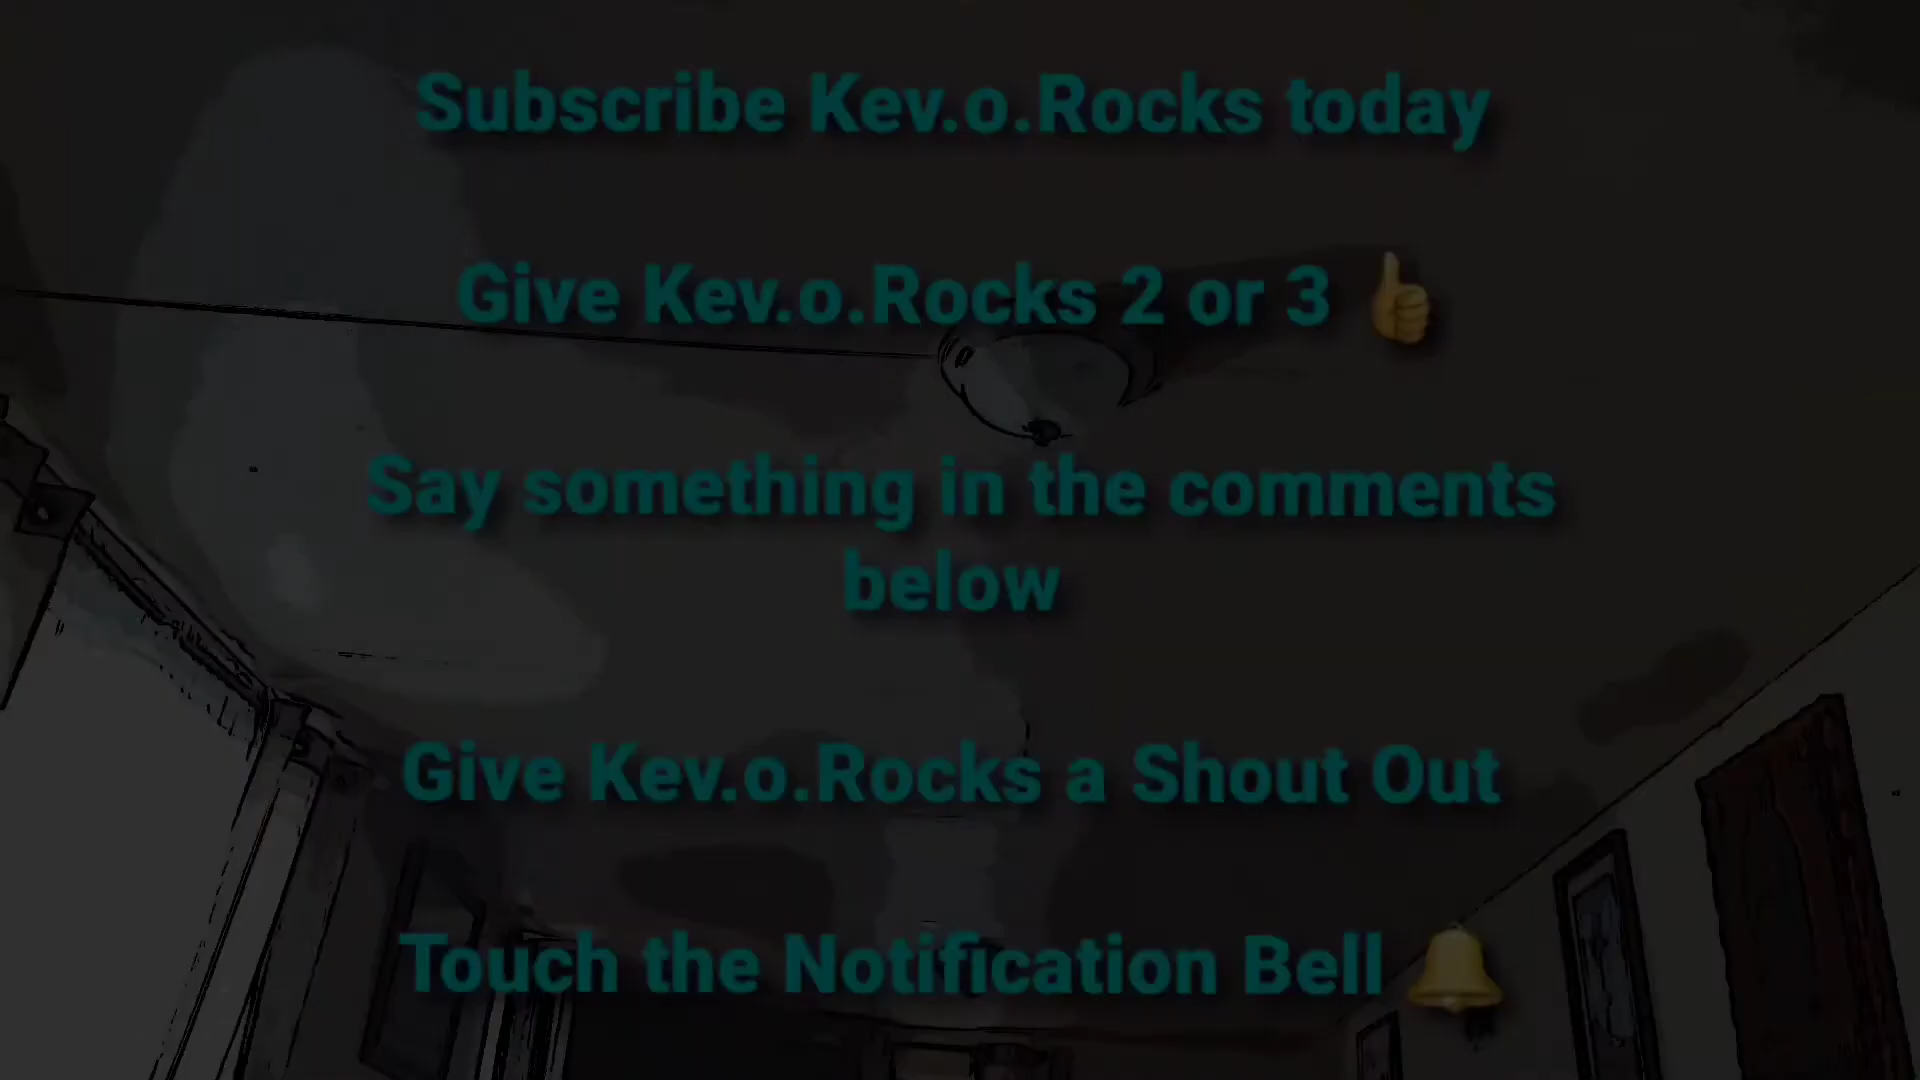 Subscribe Kev.o.Rocks today
Give Kev.o.Rocks 2 or 3 👍
Say something in the comments
below
Give Kev.o.Rocks a Shout Out
Touch the Notification Bell 🔔